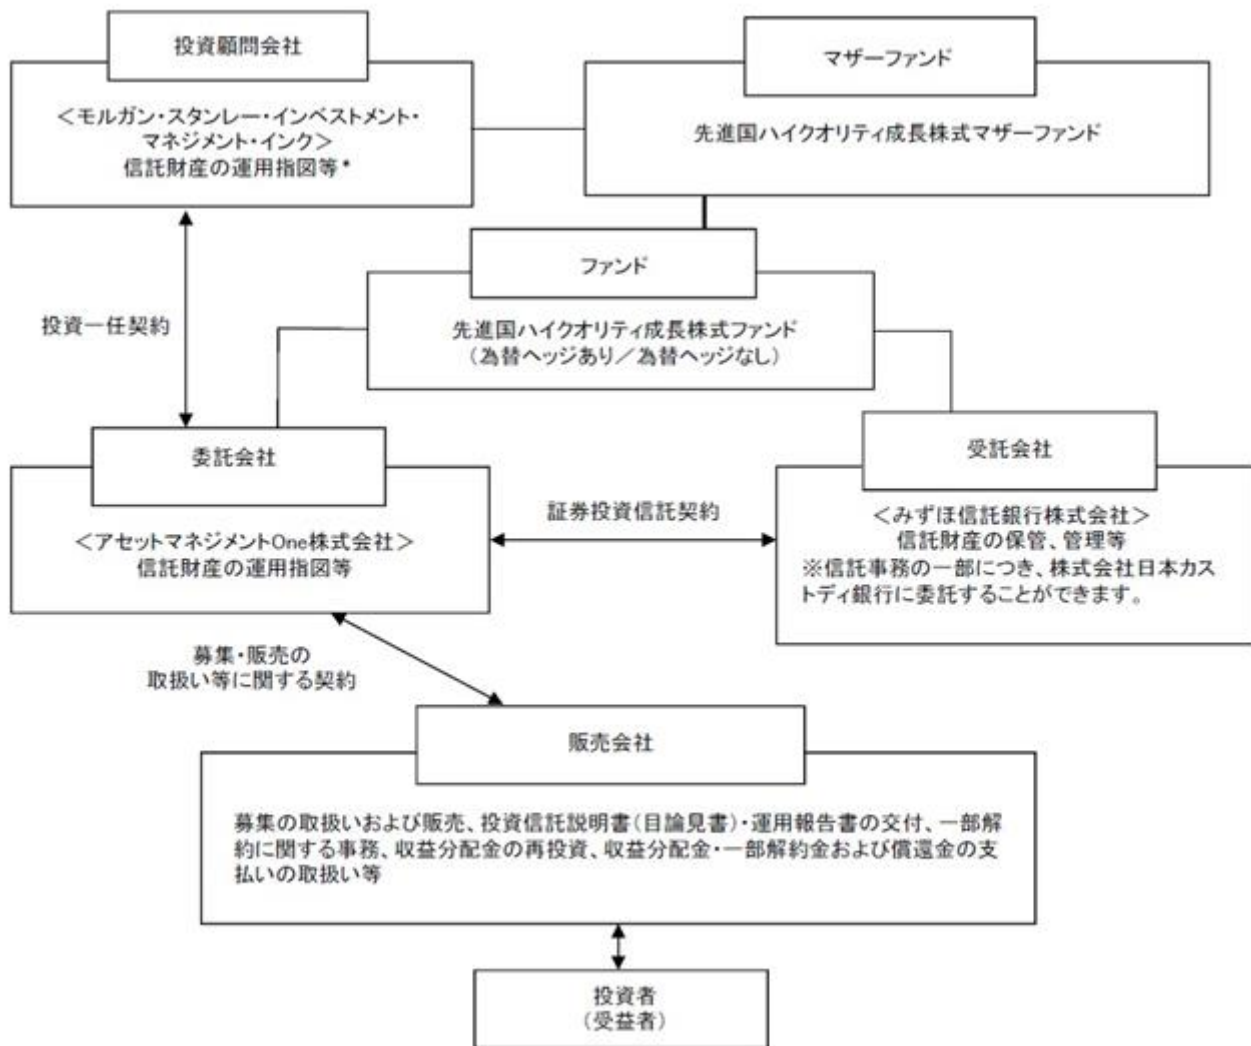 投資顧問会社
<モルガン・スタンレー・インベストメント・
マネジメント・インク>
信託財産の運用指図等*
マザーファンド
先進国ハイクオリティ成長株式マザーファンド
ファンド
先進国ハイクオリティ成長株式ファンド
(為替ヘッジあり/為替ヘッジなし)
投資一任契約
委託会社
<アセットマネジメントOne株式会社>
信託財産の運用指図等
証券投資信託契約
受託会社
<みずほ信託銀行株式会社>
信託財産の保管、管理等
※信託事務の一部につき、株式会社日本カス
トディ銀行に委託することができます。
募集・販売の
取扱い等に関する契約
販売会社
募集の取扱いおよび販売、投資信託説明書(目論見書)・運用報告書の交付、一部解
約に関する事務、収益分配金の再投資、収益分配金・一部解約金および償還金の支
払いの取扱い等
投資者
(受益者)